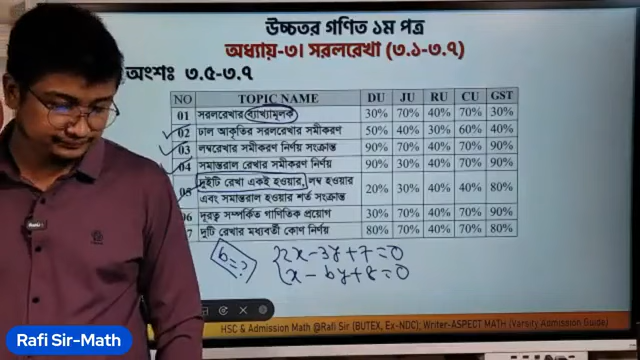 উচ্চতর গণিত ১ম পত্র
অধ্যায়-৩। সরলরেখা (৩.১-৩.৭)
অংশঃ ৩.৫-৩.৭
NO TOPIC NAME DU JU RU CU GST
01 সরলরেখার ব্যাখ্যামূলক 30% 70% 40% 70% 30%
02 ঢাল আকৃতির সরলরেখার সমীকরণ 50% 40% 30% 60% 40%
03 লম্বরেখার সমীকরণ নির্ণয় সংক্রান্ত 90% 70% 40% 70% 90%
04 সমান্তরাল রেখার সমীকরণ নির্ণয় 90% 30% 40% 70% 90%
05 দুইটি রেখা একই হওয়ার, লম্ব হওয়ার এবং সমান্তরাল হওয়ার শর্ত সংক্রান্ত 20% 30% 40% 40% 80%
06 দূরত্ব সম্পর্কিত গাণিতিক প্রয়োগ 30% 70% 40% 70% 90%
7 দুটি রেখার মধ্যবর্তী কোণ নির্ণয় 80% 70% 40% 70% 80%
b=?
2x-3y+7=0
x-by+8=0
HSC & Admission Math @Rafi Sir (BUTEX, Ex-NDC), Writer-ASPECT MATH (Varsity Admission Guide)
Rafi Sir-Math